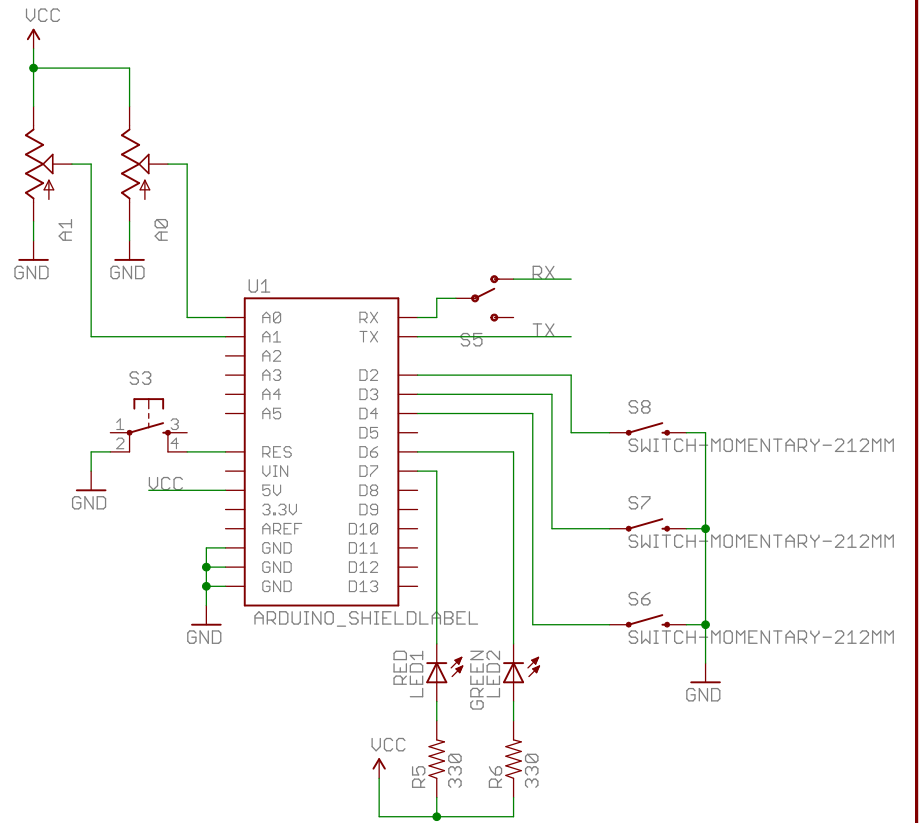 VCC
A1
A0
GND
GND
U1
RX
S5
TX
A0
A1
A2
A3
A4
A5
RES
VIN
5V
3.3V
AREF
GND
GND
GND
RX
TX
D2
D3
D4
D5
D6
D7
D8
D9
D10
D11
D12
D13
ARDUINO_SHIELDLABEL
S3
1
2
3
4
GND
VCC
GND
S8
SWITCH-MOMENTARY-212MM
S7
SWITCH-MOMENTARY-212MM
S6
SWITCH-MOMENTARY-212MM
GND
RED
LED1
GREEN
LED2
VCC
R5
330
R6
330